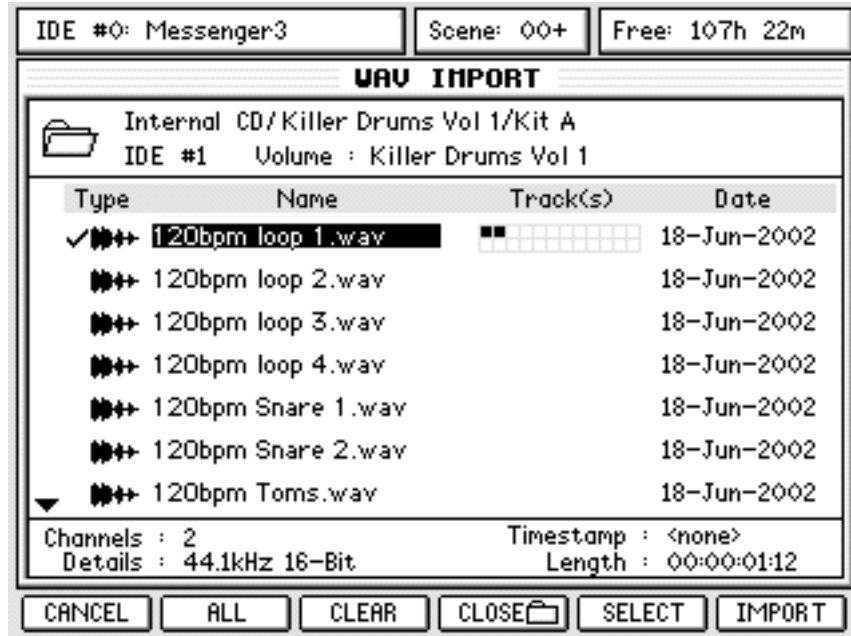 IDE #0: Messenger3 Scene: 00+ Free: 107h 22m
WAV IMPORT
Internal CD/Killer Drums Vol 1/Kit A
IDE #1 Volume : Killer Drums Vol 1
Type Name Track(s) Date
120bpm loop 1.wav 18-Jun-2002
120bpm loop 2.wav 18-Jun-2002
120bpm loop 3.wav 18-Jun-2002
120bpm loop 4.wav 18-Jun-2002
120bpm Snare 1.wav 18-Jun-2002
120bpm Snare 2.wav 18-Jun-2002
120bpm Toms.wav 18-Jun-2002
Channels : 2 Timestamp : <none>
Details : 44.1kHz 16-Bit Length : 00:00:01:12
CANCEL ALL CLEAR CLOSE SELECT IMPORT